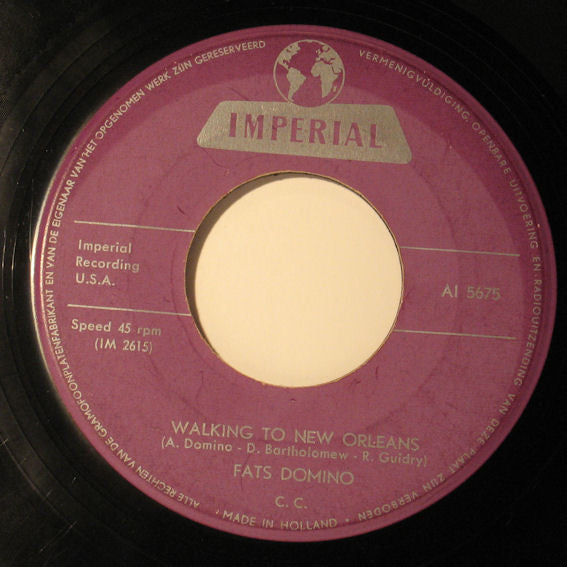 ALLE RECHTEN VAN DE GRAMOFOONPLATENFABRIKANT EN VAN DE EIGENAAR VAN 'HET OPGENOMEN WERK ZIJN GERESERVEERD
VERMENIGVULDIGING, OPENBARE UITVOERING EN RADIOUITZENDING VAN DEZE PLAAT ZIJN VERBODEN
IMPERIAL
Imperial
Recording
U.S.A.
AI 5675
Speed 45 rpm
(IM 2615)
WALKING TO NEW ORLEANS
(A. Domino - D. Bartholomew - R. Guidry)
FATS DOMINO
C. C.
• MADE IN HOLLAND •